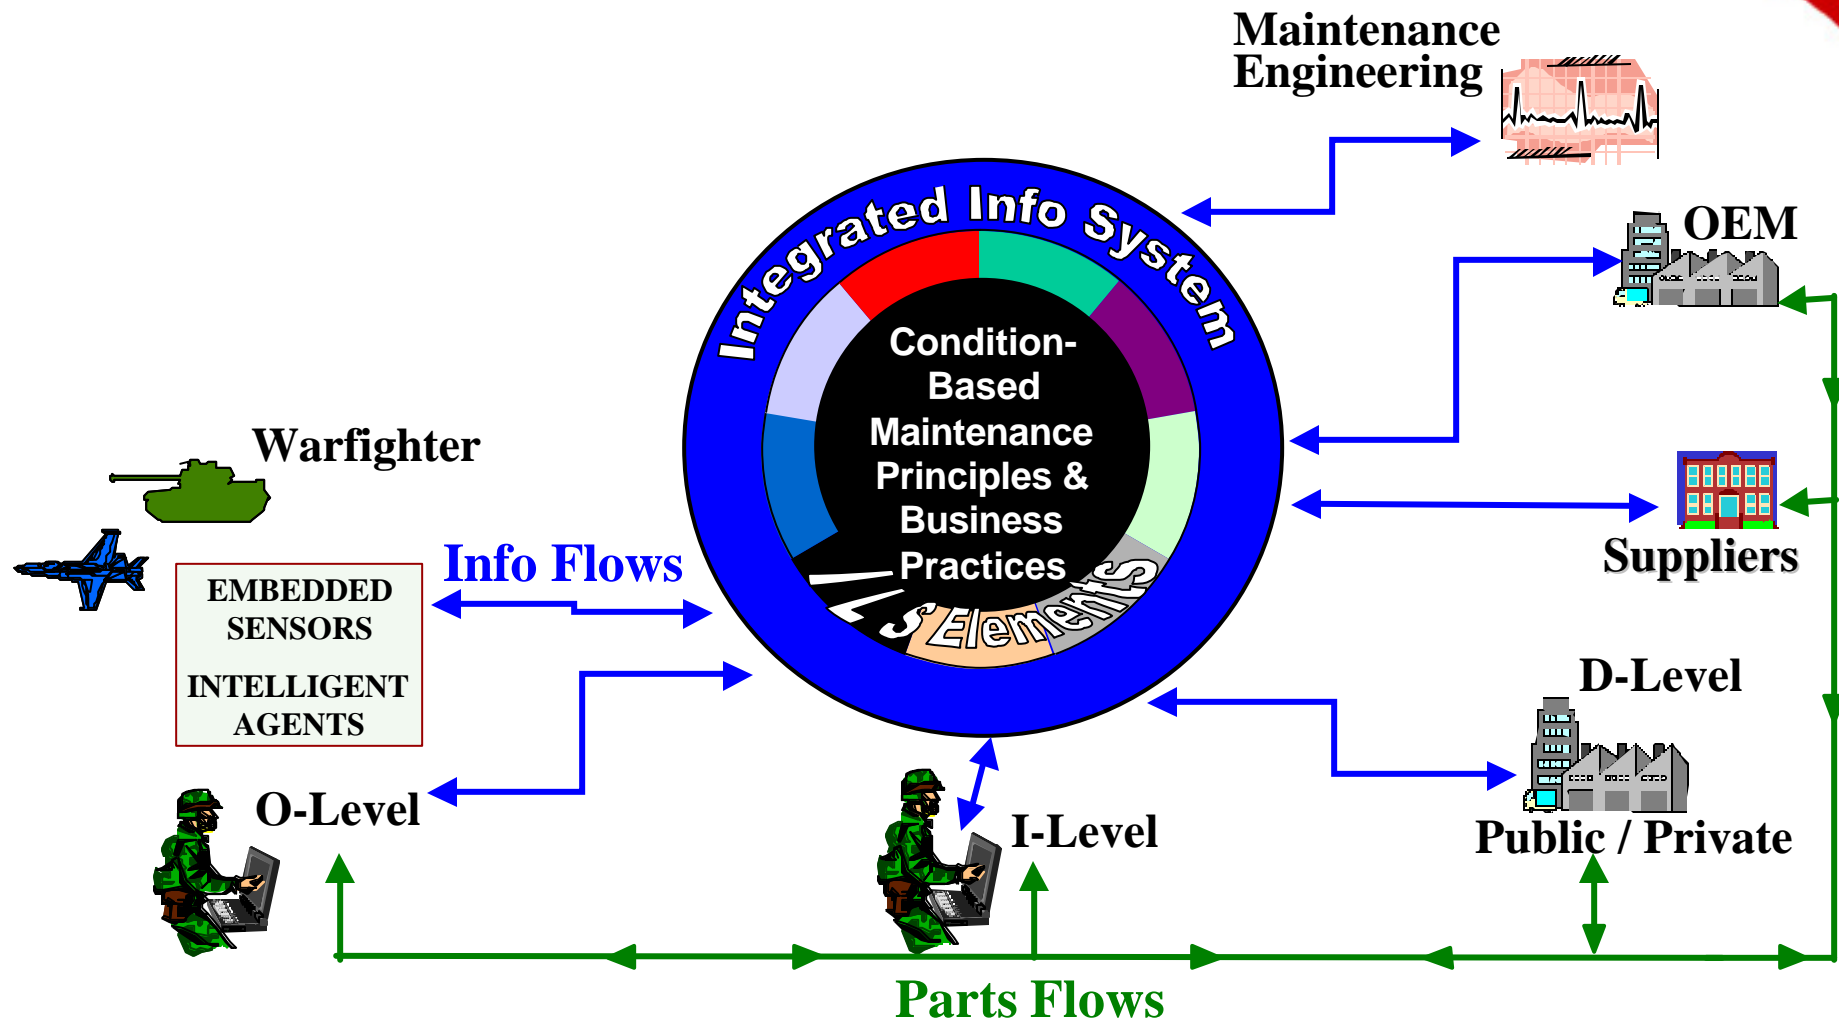 Maintenance
Engineering
OEM
Integrated Info System
Condition-
Based
Maintenance
Principles &
Business
Practices
Warfighter
Suppliers
Info Flows
EMBEDDED
SENSORS
INTELLIGENT
AGENTS
S Elements
D-Level
O-Level
I-Level
Public / Private
Parts Flows